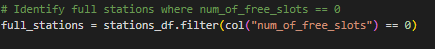 # Identify full stations where num_of_free_slots == 0
full_stations = stations_df.filter(col("num_of_free_slots") == 0)